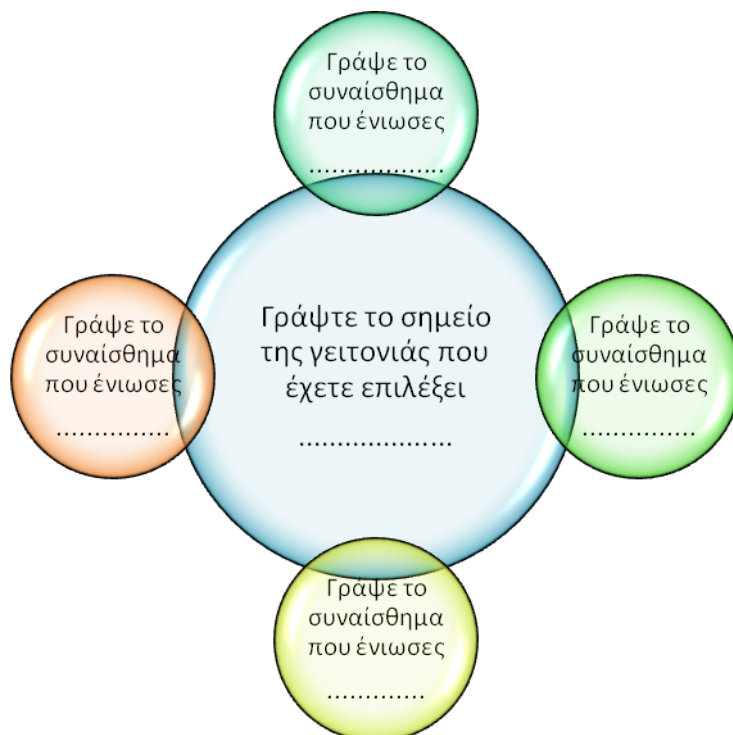 Γράψε το
συναίσθημα
που ένιωσες
..................
Γράψε το
συναίσθημα
που ένιωσες
...............
Γράψτε το σημείο
της γειτονιάς που
έχετε επιλέξει
.....................
Γράψε το
συναίσθημα
που ένιωσες
...............
Γράψε το
συναίσθημα
που ένιωσες
.............